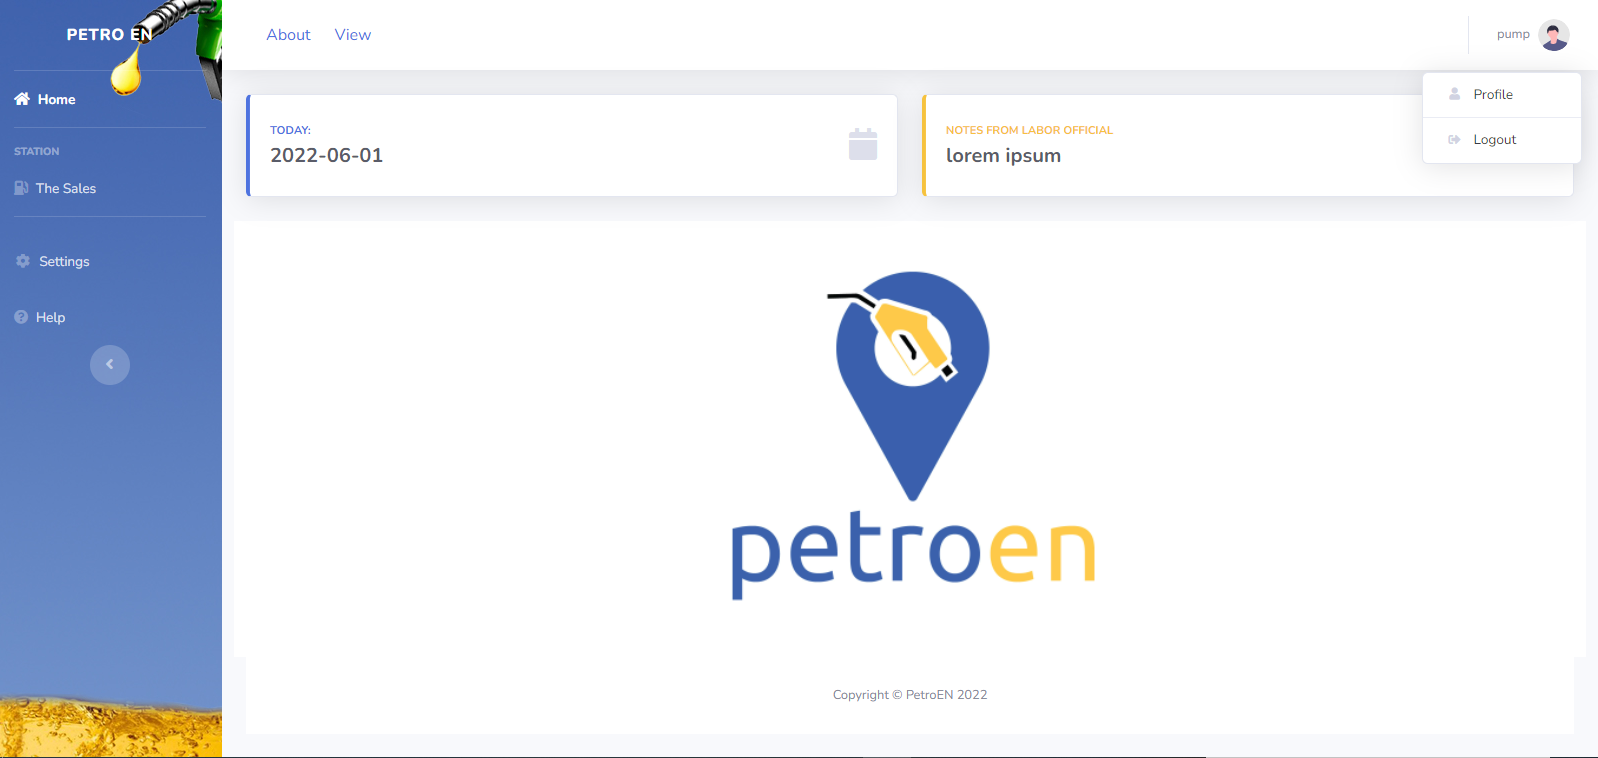 PETRO EN
About
View
pump
Profile
Logout
Home
STATION
The Sales
Settings
Help
TODAY:
2022-06-01
NOTES FROM LABOR OFFICIAL
lorem ipsum
petroen
Copyright © PetroEN 2022